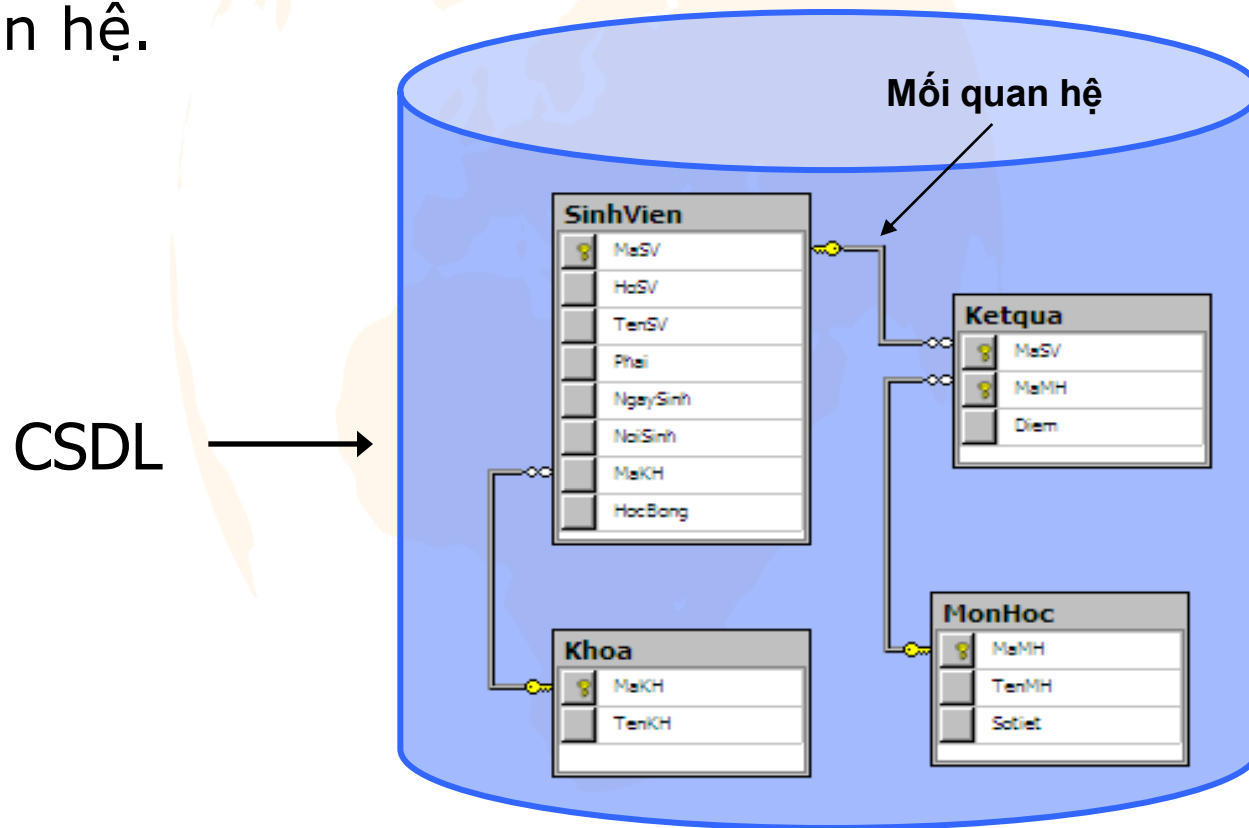 n hệ.
Mối quan hệ
SinhVien
MaSV
HoSV
TenSV
Phai
NgaySinh
NoiSinh
MaKH
HocBong
Ketqua
MaSV
MaMH
Diem
CSDL
Khoa
MaKH
TenKH
MonHoc
MaMH
TenMH
Sotiet